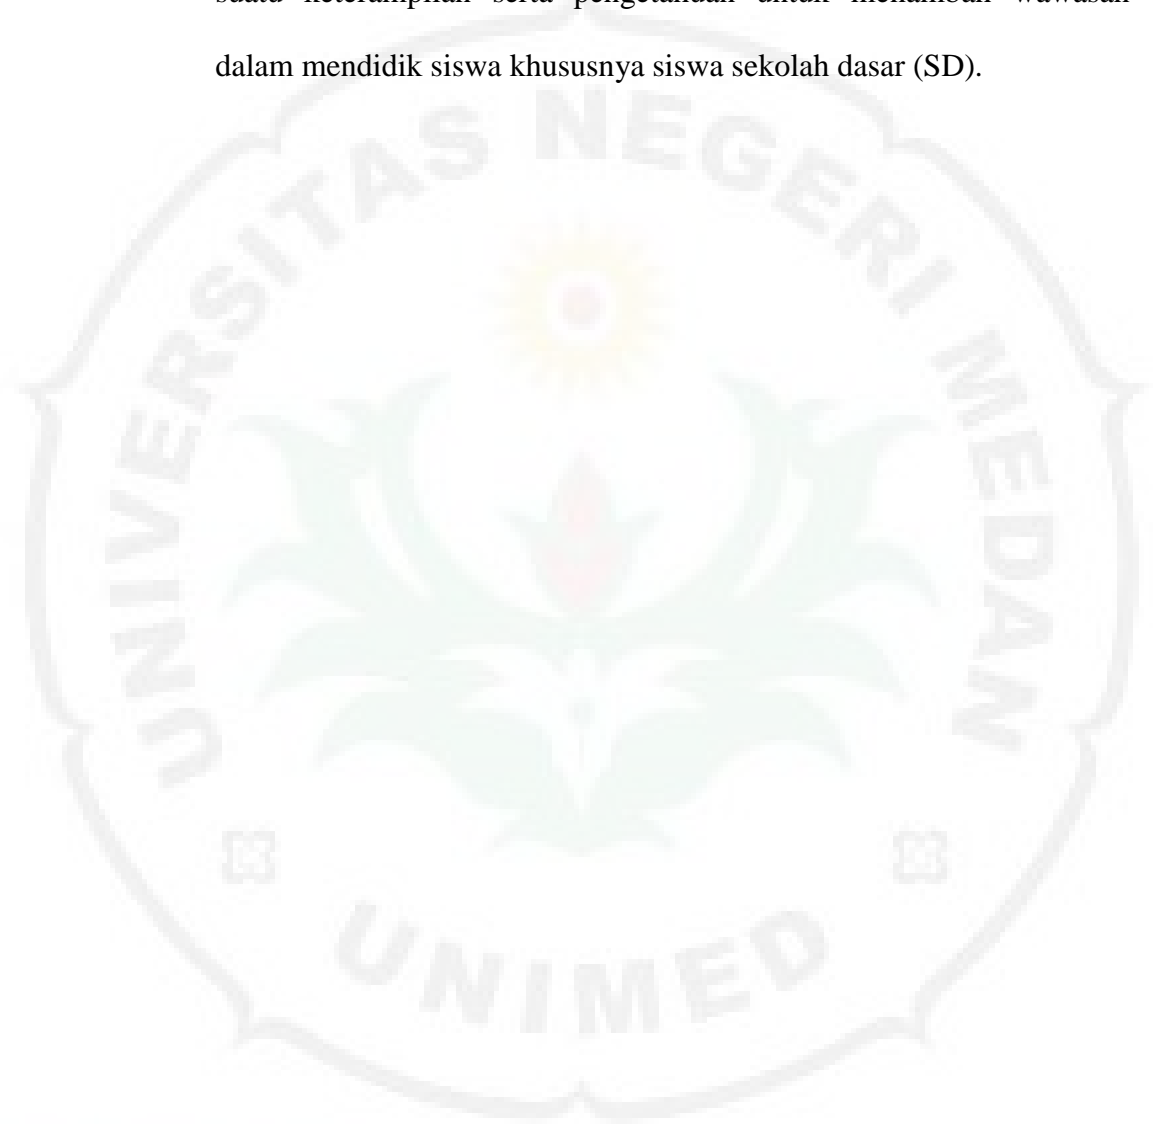 suatu keterampilan serta pengetahuan untuk menambah wawasan
dalam mendidik siswa khususnya siswa sekolah dasar (SD).
UNIVERSITAS NEGERI MEDAN
UNIMED